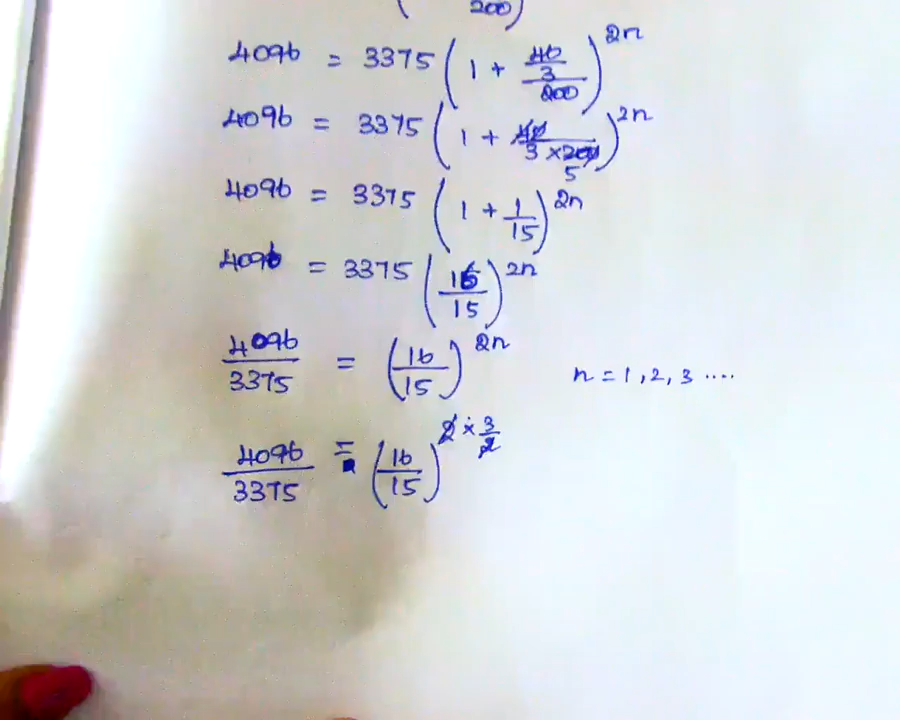 ( 200)
4096 = 3375 (1 + 40/3/200)^2n
4096 = 3375 (1 + 40/3×200 5)^2n
4096 = 3375 (1 + 1/15)^2n
4096 = 3375 (16/15)^2n
4096/3375 = (16/15)^2n n = 1, 2, 3 ....
4096/3375 = (16/15)^2×3/2